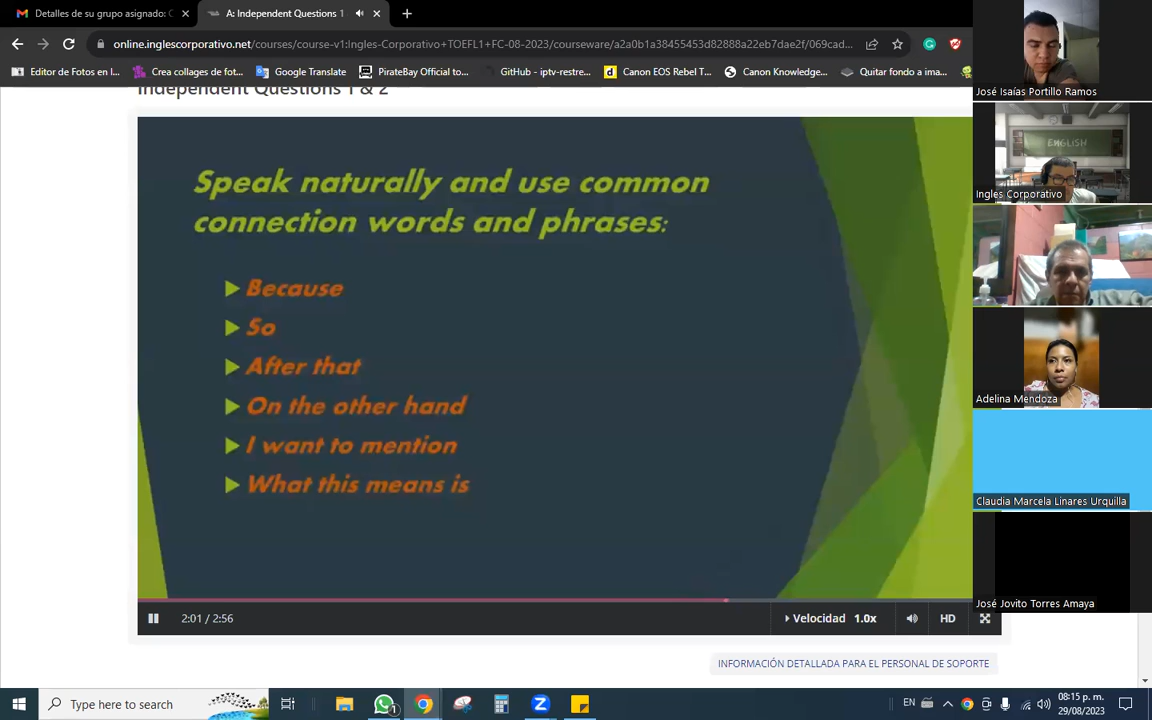 Detalles de su grupo asignado: C
A: Independent Questions 1
online.inglescorporativo.net/courses/course-v1:Ingles-Corporativo+TOEFL1+FC-08-2023/courseware/a2a0b1a38455453d82888a22eb7dae2f/069cad...
Editor de Fotos en l...
Crea collages de fot...
Google Translate
PirateBay Official to...
GitHub - iptv-restre...
Canon EOS Rebel T...
Canon Knowledge...
Quitar fondo a ima...
Independent Questions 1 & 2
Speak naturally and use common
connection words and phrases:
Because
So
After that
On the other hand
I want to mention
What this means is
2:01 / 2:56
Velocidad 1.0x
HD
INFORMACIÓN DETALLADA PARA EL PERSONAL DE SOPORTE
José Isaías Portillo Ramos
ENGLISH
Ingles Corporativo
Adelina Mendoza
Claudia Marcela Linares Urquilla
José Jovito Torres Amaya
Type here to search
1
EN
08:15 p. m.
29/08/2023